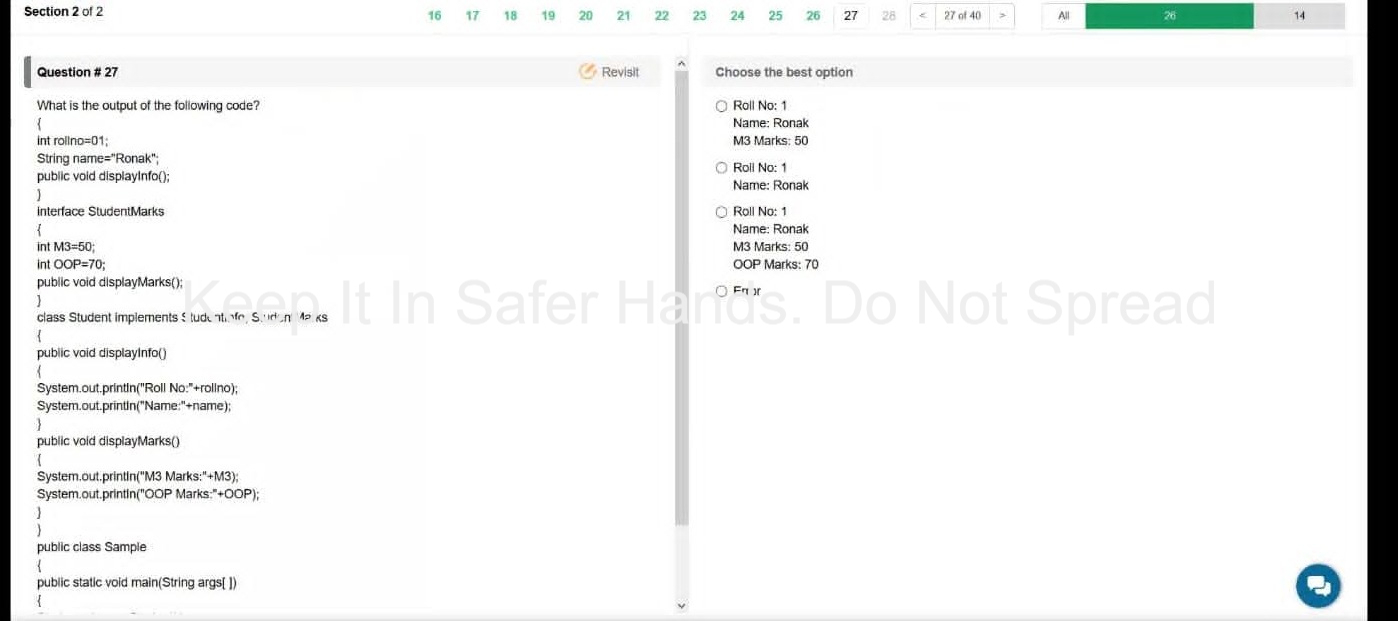 Section 2 of 2
16 17 18 19 20 21 22 23 24 25 26 27 28 < 27 of 40 > All 26 14
Question # 27
Revisit
What is the output of the following code?
{
int rollno=01;
String name="Ronak";
public void displayInfo();
}
interface StudentMarks
{
int M3=50;
int OOP=70;
public void displayMarks();
}
class Student implements StudentInfo, StudentMarks
{
public void displayInfo()
{
System.out.println("Roll No:"+rollno);
System.out.println("Name:"+name);
}
public void displayMarks()
{
System.out.println("M3 Marks:"+M3);
System.out.println("OOP Marks:"+OOP);
}
}
public class Sample
{
public static void main(String args[ ])
{
Choose the best option
Roll No: 1
Name: Ronak
M3 Marks: 50
Roll No: 1
Name: Ronak
Roll No: 1
Name: Ronak
M3 Marks: 50
OOP Marks: 70
Error
Keep It In Safer Hands. Do Not Spread